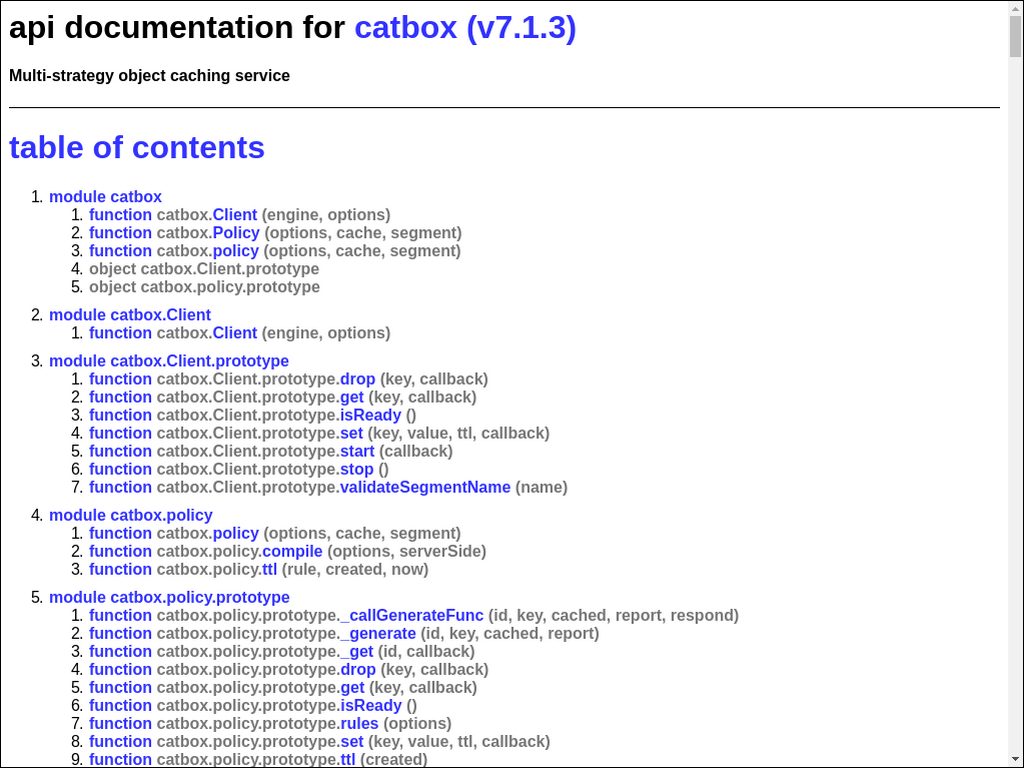 api documentation for catbox (v7.1.3)
Multi-strategy object caching service
table of contents
1. module catbox
1. function catbox.Client (engine, options)
2. function catbox.Policy (options, cache, segment)
3. function catbox.policy (options, cache, segment)
4. object catbox.Client.prototype
5. object catbox.policy.prototype
2. module catbox.Client
1. function catbox.Client (engine, options)
3. module catbox.Client.prototype
1. function catbox.Client.prototype.drop (key, callback)
2. function catbox.Client.prototype.get (key, callback)
3. function catbox.Client.prototype.isReady ()
4. function catbox.Client.prototype.set (key, value, ttl, callback)
5. function catbox.Client.prototype.start (callback)
6. function catbox.Client.prototype.stop ()
7. function catbox.Client.prototype.validateSegmentName (name)
4. module catbox.policy
1. function catbox.policy (options, cache, segment)
2. function catbox.policy.compile (options, serverSide)
3. function catbox.policy.ttl (rule, created, now)
5. module catbox.policy.prototype
1. function catbox.policy.prototype._callGenerateFunc (id, key, cached, report, respond)
2. function catbox.policy.prototype._generate (id, key, cached, report)
3. function catbox.policy.prototype._get (id, callback)
4. function catbox.policy.prototype.drop (key, callback)
5. function catbox.policy.prototype.get (key, callback)
6. function catbox.policy.prototype.isReady ()
7. function catbox.policy.prototype.rules (options)
8. function catbox.policy.prototype.set (key, value, ttl, callback)
9. function catbox.policy.prototype.ttl (created)